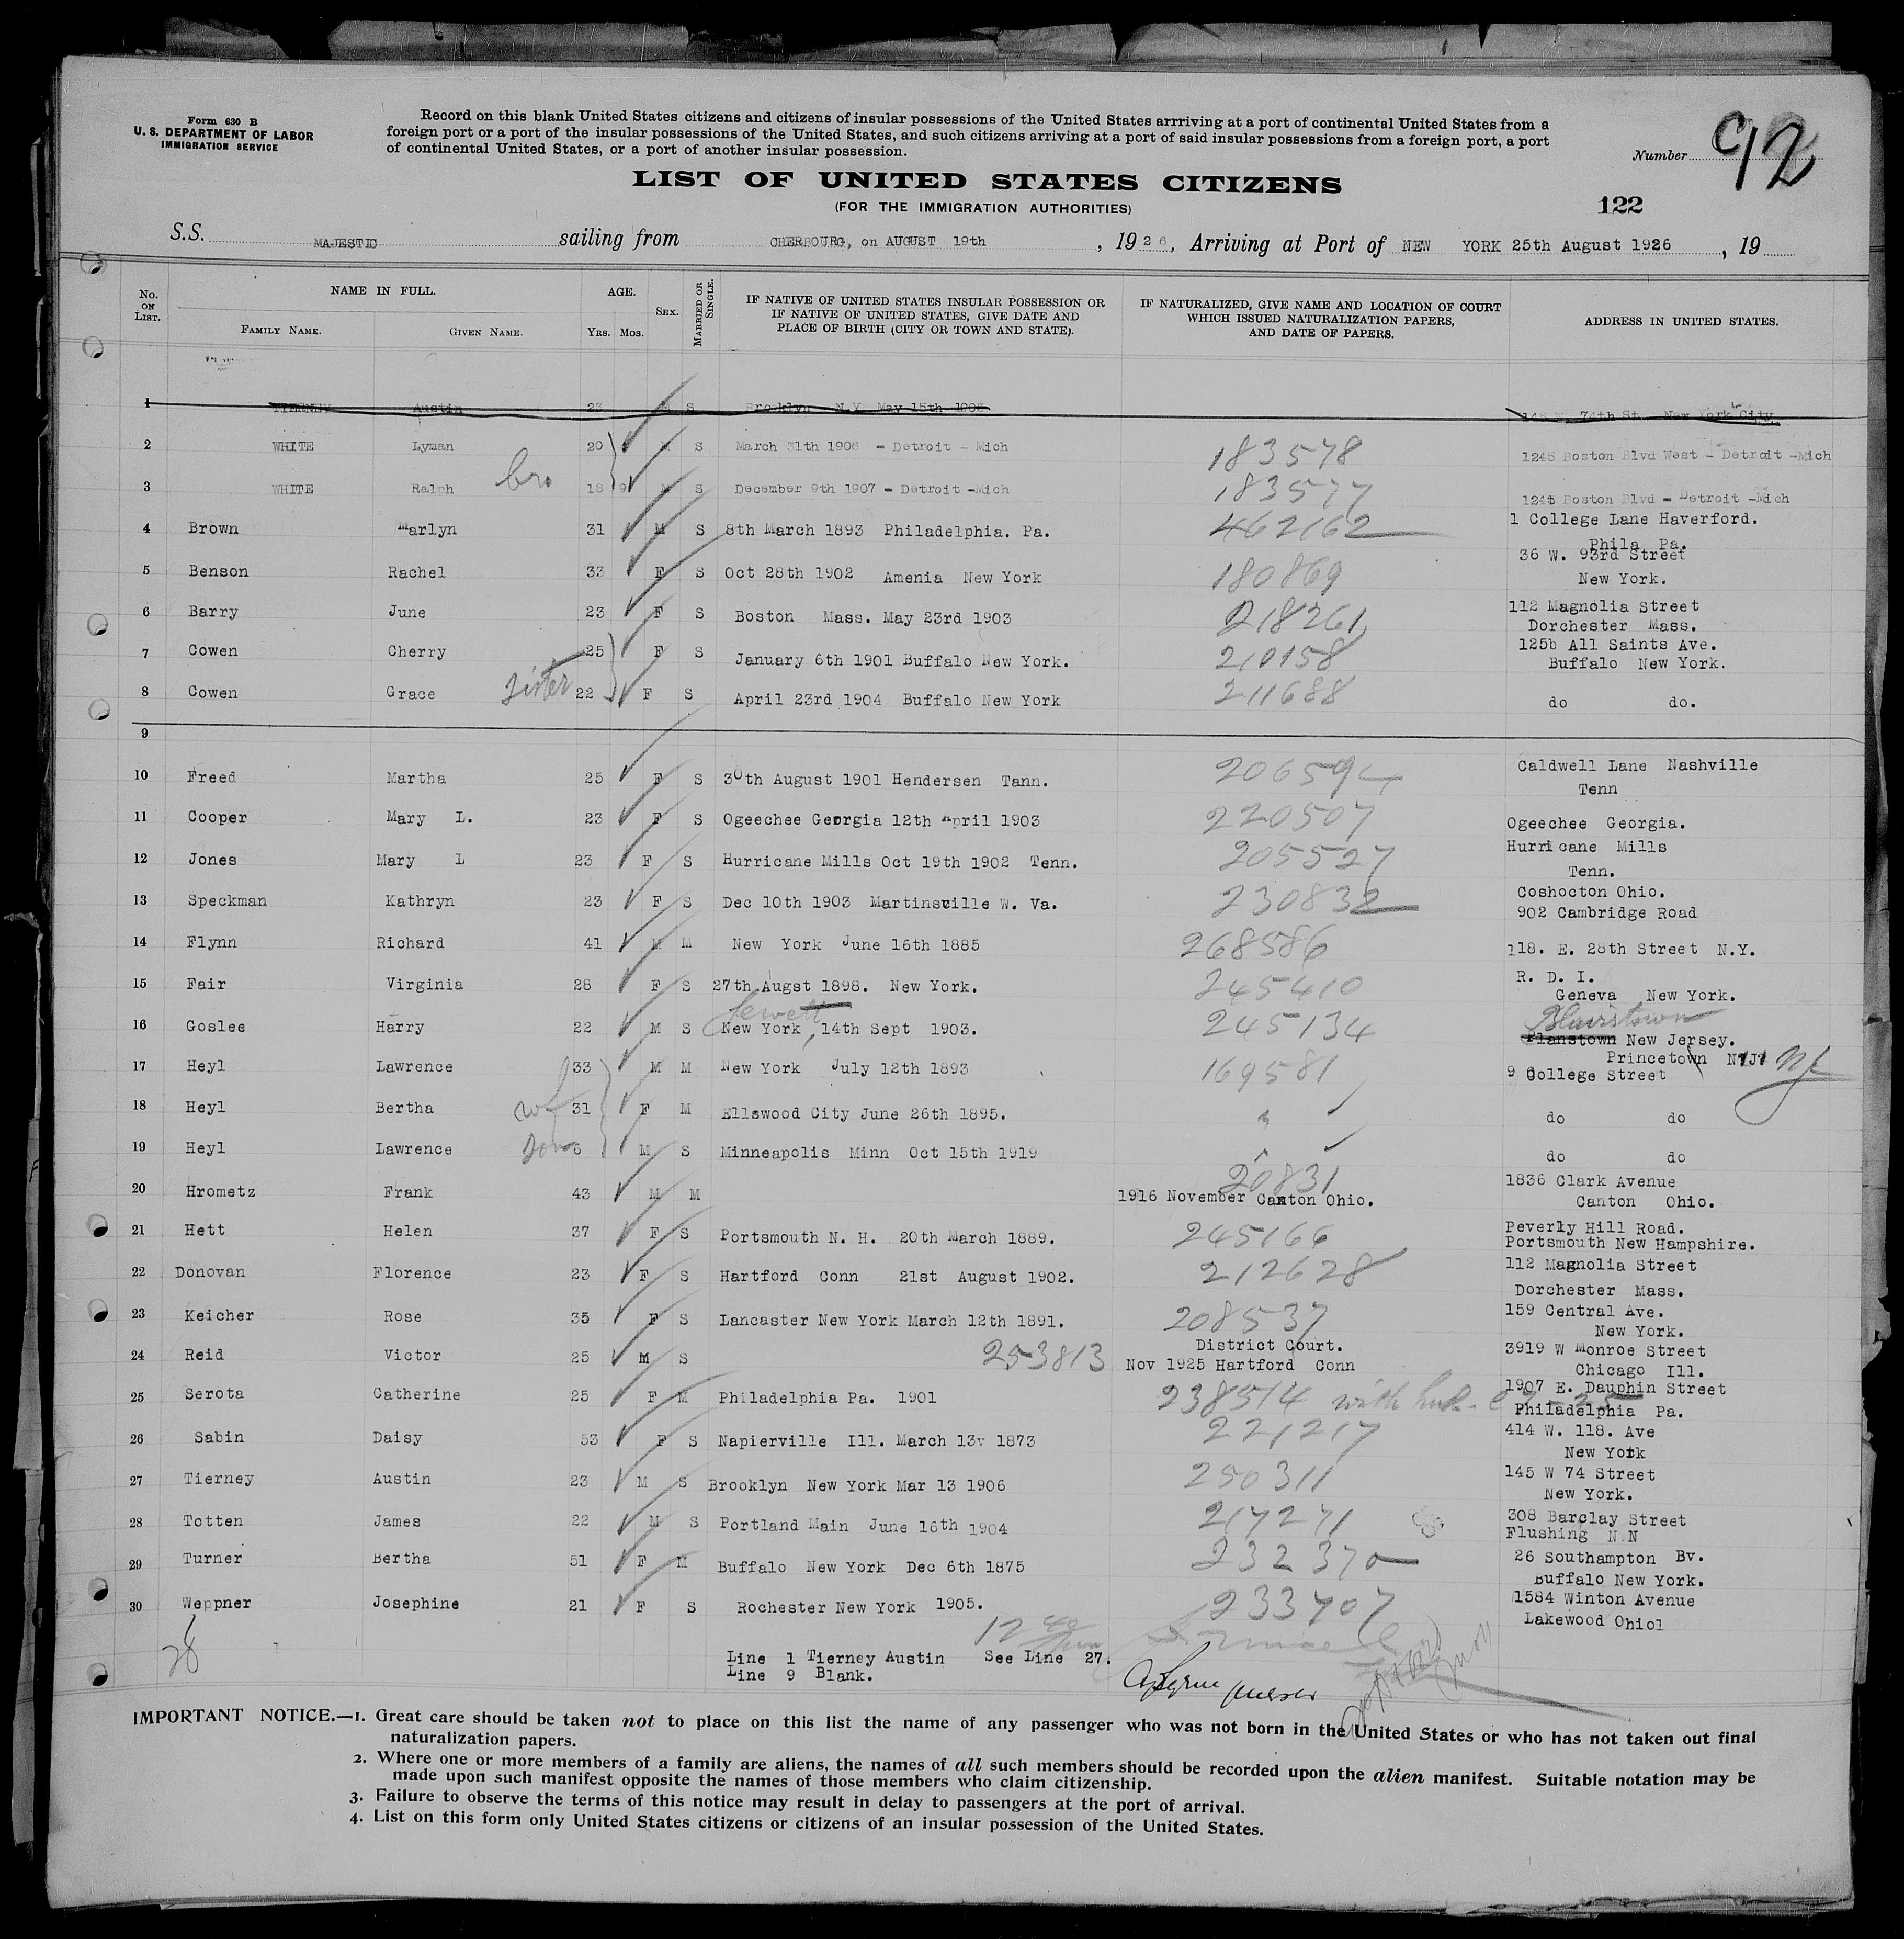 Form 630 B
U. S. DEPARTMENT OF LABOR
IMMIGRATION SERVICE
Record on this blank United States citizens and citizens of insular possessions of the United States arrriving at a port of continental United States from a
foreign port or a port of the insular possessions of the United States, and such citizens arriving at a port of said insular possessions from a foreign port, a port
of continental United States, or a port of another insular possession.
Number 92
LIST OF UNITED STATES CITIZENS
(FOR THE IMMIGRATION AUTHORITIES)
122
S.S. MAJESTIC sailing from CHERBOURG, on AUGUST 19th , 1926, Arriving at Port of NEW YORK 25th August 1926 , 19
No. ON LIST. NAME IN FULL. FAMILY NAME. GIVEN NAME. AGE. Yrs. Mos. SEX. MARRIED OR SINGLE. IF NATIVE OF UNITED STATES INSULAR POSSESSION OR IF NATIVE OF UNITED STATES, GIVE DATE AND PLACE OF BIRTH (CITY OR TOWN AND STATE). IF NATURALIZED, GIVE NAME AND LOCATION OF COURT WHICH ISSUED NATURALIZATION PAPERS, AND DATE OF PAPERS. ADDRESS IN UNITED STATES.
1 TIERNEY Austin 23 M S Brooklyn N.Y May 15th 145 74th St. New York City
2 WHITE Lyman 20 M S March 31th 1906 - Detroit - Mich 183578 1245 Boston Blvd West - Detroit -Mich
3 WHITE Ralph bro 18 9 M S December 9th 1907 - Detroit -Mich 183577 1245 Boston Blvd - Detroit -Mich
4 Brown Marlyn 31 M S 8th March 1893 Philadelphia. Pa. 462162 1 College Lane Haverford.
Phila Pa.
5 Benson Rachel 33 F S Oct 28th 1902 Amenia New York 180869 36 W. 93rd Street
New York.
6 Barry June 23 F S Boston Mass. May 23rd 1903 218261 112 Magnolia Street
Dorchester Mass.
7 Cowen Cherry 25 F S January 6th 1901 Buffalo New York. 210158 125b All Saints Ave.
Buffalo New York.
8 Cowen Grace sister 22 F S April 23rd 1904 Buffalo New York 211688 do do.
9
10 Freed Martha 25 F S 30th August 1901 Hendersen Tann. 206594 Caldwell Lane Nashville
Tenn
11 Cooper Mary L. 23 F S Ogeechee Georgia 12th April 1903 220507 Ogeechee Georgia.
12 Jones Mary L 23 F S Hurricane Mills Oct 19th 1902 Tenn. 205527 Hurricane Mills
Tenn.
13 Speckman Kathryn 23 F S Dec 10th 1903 Martinsville W. Va. 230832 Coshocton Ohio.
902 Cambridge Road
14 Flynn Richard 41 M M New York June 16th 1885 268586 118. E. 28th Street N.Y.
15 Fair Virginia 28 F S 27th Augst 1898. New York. 245410 R. D. I.
Geneva New York.
16 Goslee Harry 22 M S Jewett New York, 14th Sept 1903. 245134 Blairstown
Planstown New Jersey.
17 Heyl Lawrence 33 M M New York July 12th 1893 169581 Princetown N.J. NJ
9 College Street
18 Heyl Bertha wf 31 F M Ellswood City June 26th 1895. do do
19 Heyl Lawrence son 6 M S Minneapolis Minn Oct 15th 1919 do do
20 Hrometz Frank 43 M M 20831
1916 November Canton Ohio. 1836 Clark Avenue
Canton Ohio.
21 Hett Helen 37 F S Portsmouth N. H. 20th March 1889. 245166 Peverly Hill Road.
Portsmouth New Hampshire.
22 Donovan Florence 23 F S Hartford Conn 21st August 1902. 212628 112 Magnolia Street
Dorchester Mass.
23 Keicher Rose 35 F S Lancaster New York March 12th 1891. 208537 159 Central Ave.
New York.
24 Reid Victor 25 M S 253813 District Court.
Nov 1925 Hartford Conn 3919 W Monroe Street
Chicago Ill.
25 Serota Catherine 25 F M Philadelphia Pa. 1901 238514 with husb. 1907 E. Dauphin Street
Philadelphia Pa.
26 Sabin Daisy 53 F S Napierville Ill. March 13v 1873 221217 414 W. 118. Ave
New York
27 Tierney Austin 23 M S Brooklyn New York Mar 13 1906 250311 145 W 74 Street
New York.
28 Totten James 22 M S Portland Main June 16th 1904 217271 308 Barclay Street
Flushing N.N
29 Turner Bertha 51 F M Buffalo New York Dec 6th 1875 232370 26 Southampton Bv.
Buffalo New York.
30 Weppner Josephine 21 F S Rochester New York 1905. 233707 1584 Winton Avenue
Lakewood Ohiol
28
Line 1 Tierney Austin See Line 27.
Line 9 Blank.
IMPORTANT NOTICE.—1. Great care should be taken not to place on this list the name of any passenger who was not born in the United States or who has not taken out final
naturalization papers.
2. Where one or more members of a family are aliens, the names of all such members should be recorded upon the alien manifest. Suitable notation may be
made upon such manifest opposite the names of those members who claim citizenship.
3. Failure to observe the terms of this notice may result in delay to passengers at the port of arrival.
4. List on this form only United States citizens or citizens of an insular possession of the United States.